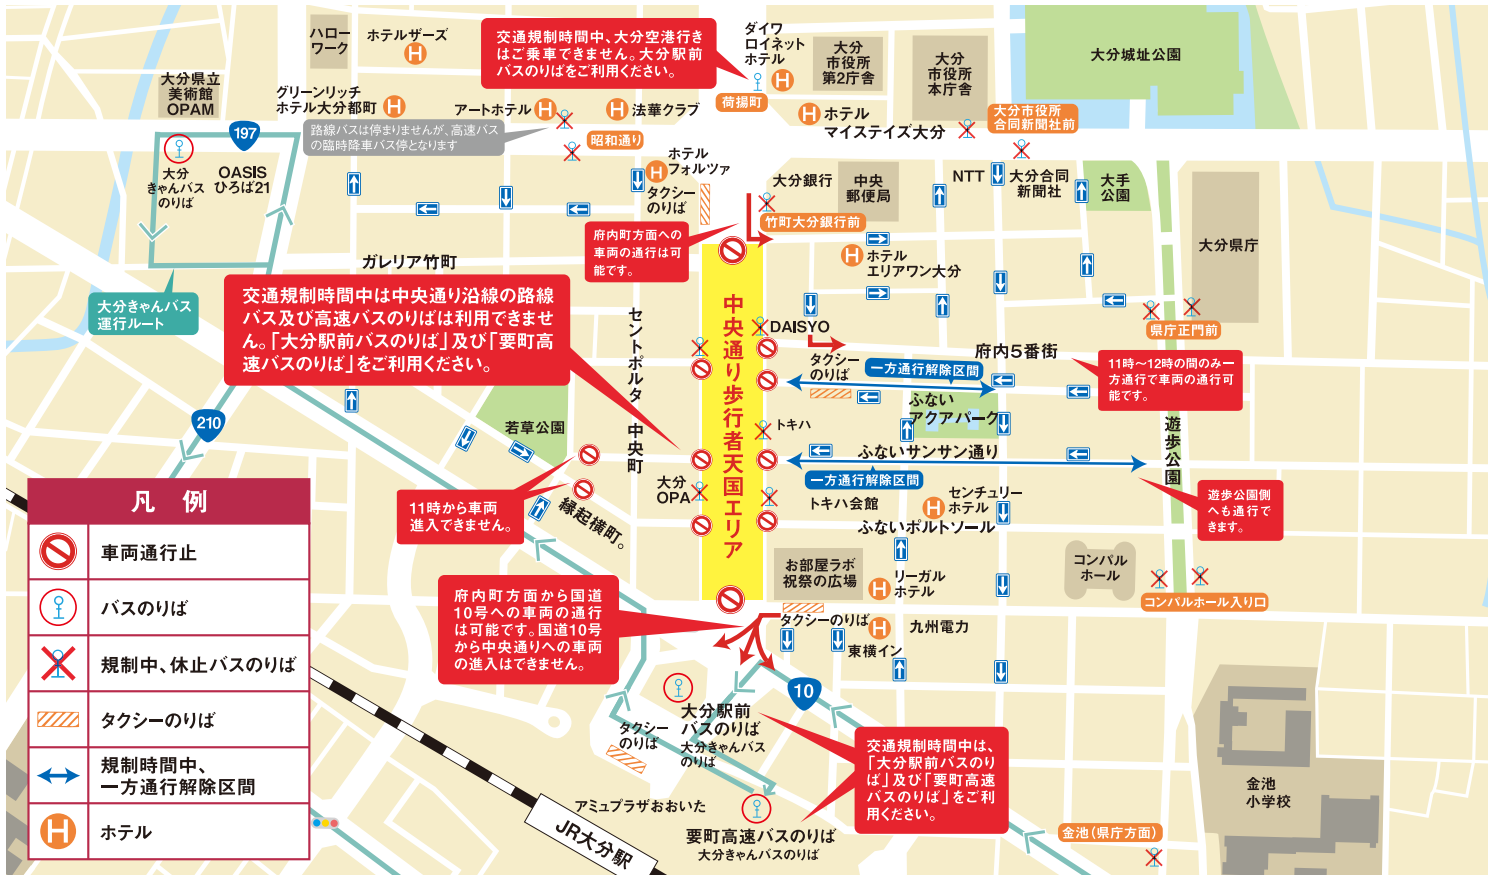 ハロー
ワーク
ホテルザーズ
交通規制時間中、大分空港行き
はご乗車できません。大分駅前
バスのりばをご利用ください。
ダイワ
ロイネット
ホテル
大分
市役所
第2庁舎
大分
市役所
本庁舎
大分城址公園
大分県立
美術館
OPAM
グリーンリッチ
ホテル大分都町
アートホテル
法華クラブ
荷揚町
ホテル
マイステイズ大分
大分市役所
合同新聞社前
197
路線バスは停まりませんが、高速バス
の臨時降車バス停となります
昭和通り
大分
きゃんバス
のりば
OASIS
ひろば21
ホテル
フォルツァ
タクシー
のりば
大分銀行
中央
郵便局
NTT
大分合同
新聞社
大手
公園
竹町大分銀行前
府内町方面への
車両の通行は可
能です。
ホテル
エリアワン大分
大分県庁
ガレリア竹町
大分きゃんバス
運行ルート
交通規制時間中は中央通り沿線の路線
バス及び高速バスのりばは利用できませ
ん。「大分駅前バスのりば」及び「要町高
速バスのりば」をご利用ください。
セントポルタ
中央町
中央通り歩行者天国エリア
DAISYO
県庁正門前
府内5番街
タクシー
のりば
一方通行解除区間
11時～12時の間のみ一
方通行で車両の通行可
能です。
ふない
アクアパーク
210
若草公園
トキハ
遊歩公園
ふないサンサン通り
一方通行解除区間
大分
OPA
トキハ会館
センチュリー
ホテル
遊歩公園側
へも通行で
きます。
11時から車両
進入できません。
縁起横町。
ふないポルトソール
お部屋ラボ
祝祭の広場
リーガル
ホテル
コンパル
ホール
コンパルホール入り口
府内町方面から国道
10号への車両の通行
は可能です。国道10号
から中央通りへの車両
の進入はできません。
タクシーのりば
九州電力
東横イン
10
大分駅前
バスのりば
大分きゃんバス
のりば
タクシー
のりば
交通規制時間中は、
「大分駅前バスのり
ば」及び「要町高速
バスのりば」をご利
用ください。
金池
小学校
アミュプラザおおいた
JR大分駅
要町高速バスのりば
大分きゃんバスのりば
金池(県庁方面)
凡例
車両通行止
バスのりば
規制中、休止バスのりば
タクシーのりば
規制時間中、
一方通行解除区間
H
ホテル